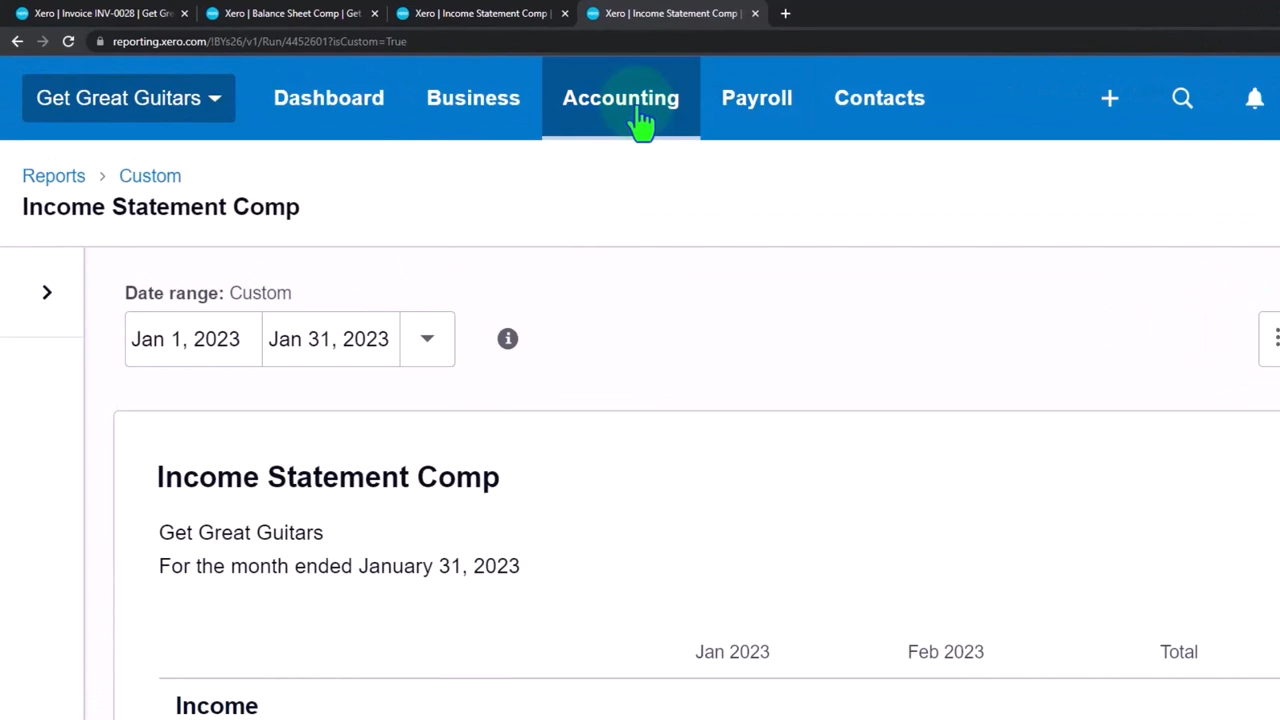 Xero | Invoice INV-0028 | Get Gre
Xero | Balance Sheet Comp | Get
Xero | Income Statement Comp |
Xero | Income Statement Comp |
reporting.xero.com/!BYs26/v1/Run/4452601?isCustom=True
Get Great Guitars
Dashboard
Business
Accounting
Payroll
Contacts
Reports > Custom
Income Statement Comp
Date range: Custom
Jan 1, 2023
Jan 31, 2023
Income Statement Comp
Get Great Guitars
For the month ended January 31, 2023
Jan 2023 Feb 2023 Total
Income